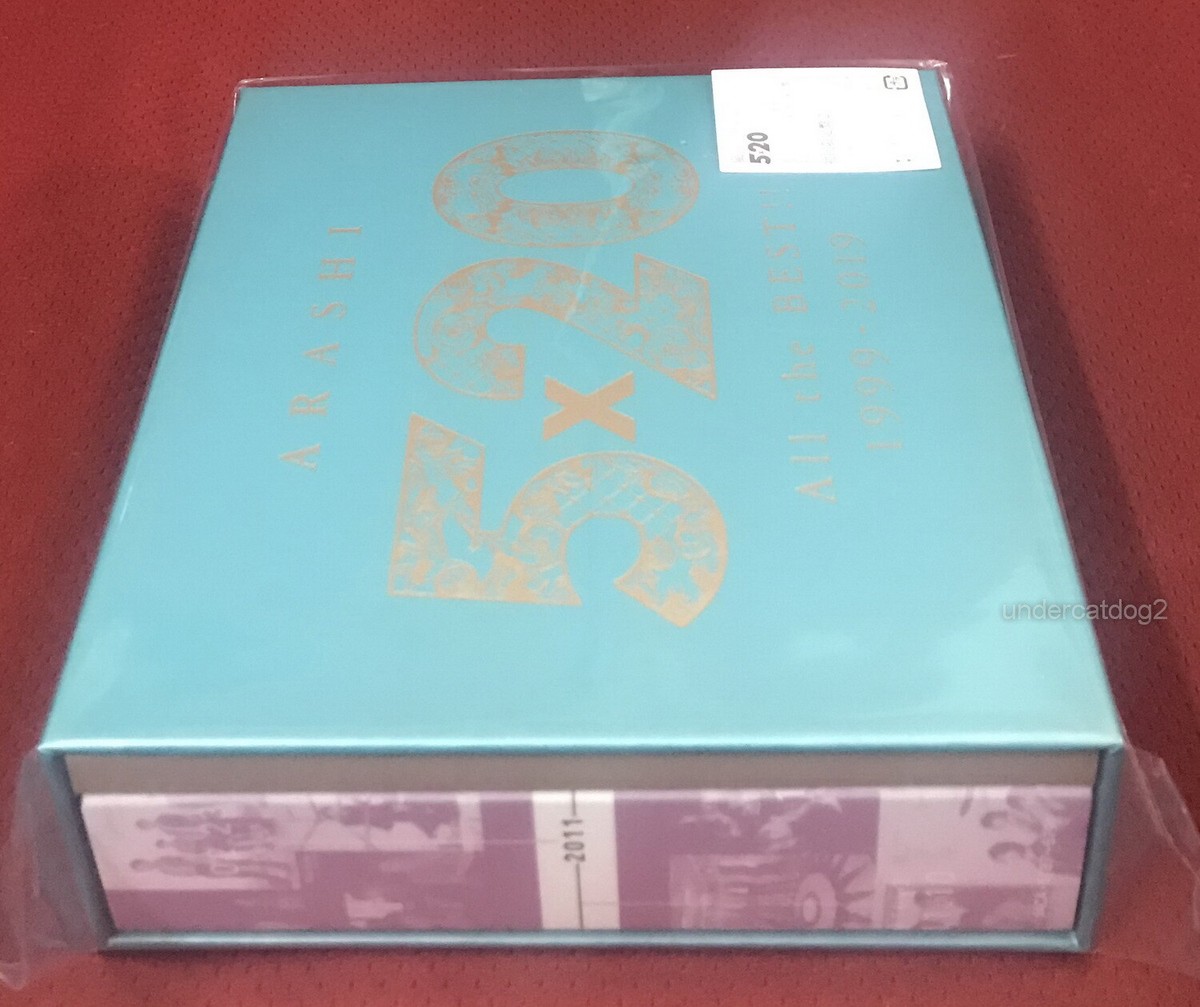 ARASHI
5×20
All the BEST!!
1999-2019
520
undercatdog2
2011